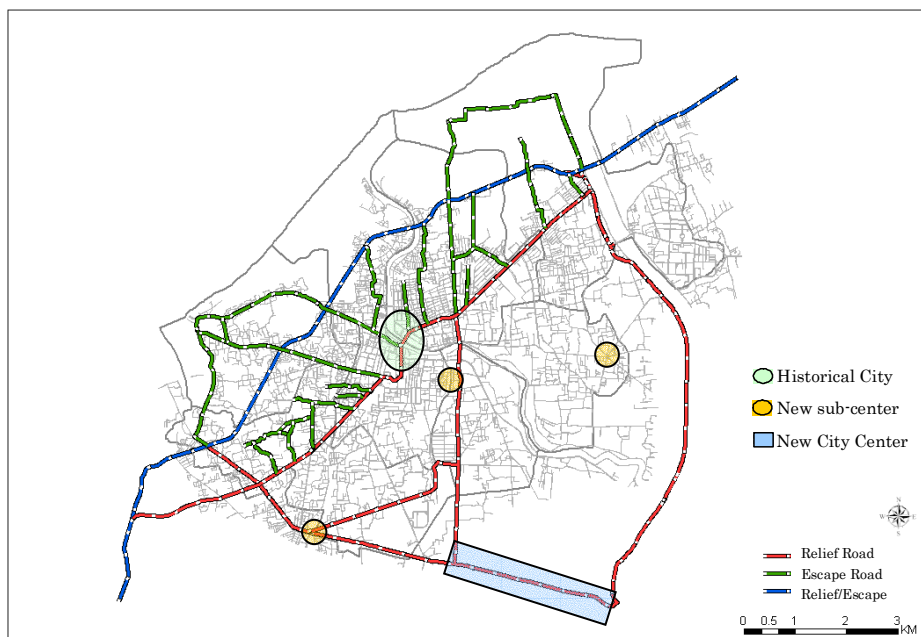 Historical City
New sub-center
New City Center
N
W E
S
Relief Road
Escape Road
Relief/Escape
0 0.5 1 2 3
KM